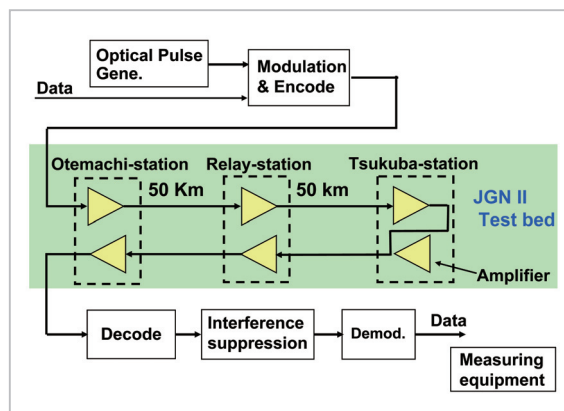 Optical Pulse
Gene.
Modulation
& Encode
Data
Otemachi-station
Relay-station
Tsukuba-station
50 Km
50 km
JGN II
Test bed
Amplifier
Decode
Interference
suppression
Demod.
Data
Measuring
equipment